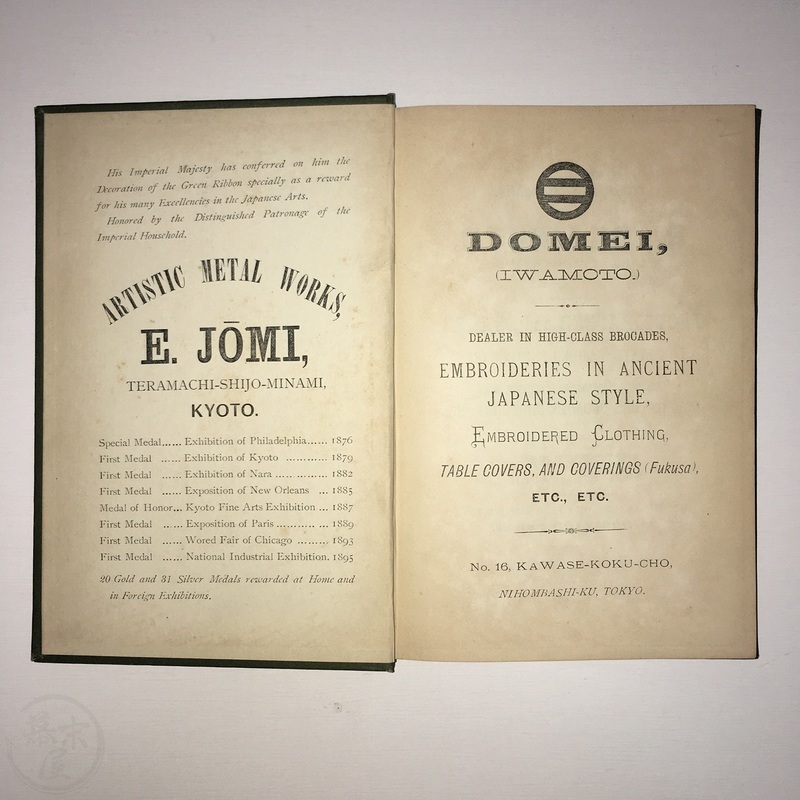 His Imperial Majesty has conferred on him the
Decoration of the Green Ribbon specially as a reward
for his many Excellencies in the Japanese Arts.
Honored by the Distinguished Patronage of the
Imperial Household.
ARTISTIC METAL WORKS,
E. JŌMI,
TERAMACHI-SHIJO-MINAMI,
KYOTO.
Special Medal...... Exhibition of Philadelphia...... 1876
First Medal ...... Exhibition of Kyoto ............ 1879
First Medal ...... Exhibition of Nara ............... 1882
First Medal ...... Exposition of New Orleans ... 1885
Medal of Honor... Kyoto Fine Arts Exhibition ... 1887
First Medal ...... Exposition of Paris ............... 1889
First Medal ...... Wored Fair of Chicago ......... 1893
First Medal ...... National Industrial Exhibition. 1895
20 Gold and 31 Silver Medals rewarded at Home and
in Foreign Exhibitions.
DOMEI,
(IWAMOTO.)
DEALER IN HIGH-CLASS BROCADES,
EMBROIDERIES IN ANCIENT
JAPANESE STYLE,
EMBROIDERED CLOTHING,
TABLE COVERS, AND COVERINGS (Fukusa),
ETC., ETC.
No. 16, KAWASE-KOKU-CHO,
NIHOMBASHI-KU, TOKYO.